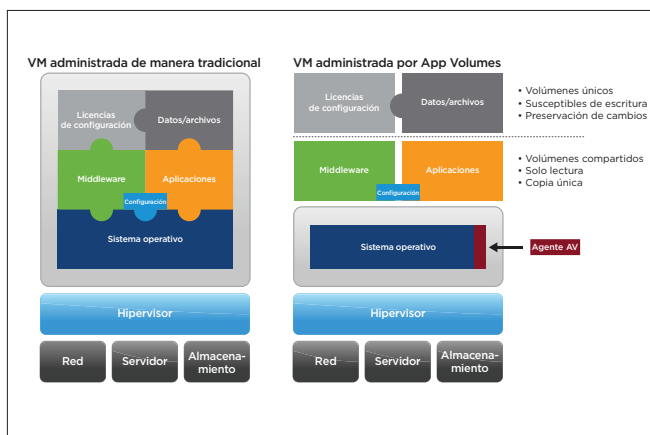 VM administrada de manera tradicional
Licencias
de configuración
Datos/archivos
Middleware
Aplicaciones
Configuración
Sistema operativo
Hipervisor
Red
Servidor
Almacena-
miento
VM administrada por App Volumes
Licencias
de configuración
Datos/archivos
• Volúmenes únicos
• Susceptibles de escritura
• Preservación de cambios
Middleware
Aplicaciones
Configuración
• Volúmenes compartidos
• Solo lectura
• Copia única
Sistema operativo
Agente AV
Hipervisor
Red
Servidor
Almacena-
miento